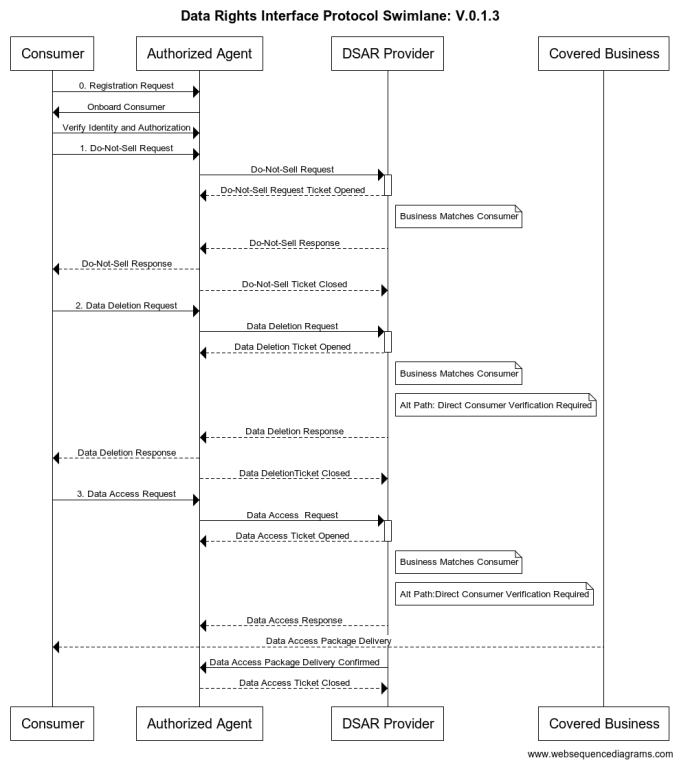 Data Rights Interface Protocol Swimlane: V.0.1.3
Consumer
Authorized Agent
DSAR Provider
Covered Business
0. Registration Request
Onboard Consumer
Verify Identity and Authorization
1. Do-Not-Sell Request
Do-Not-Sell Request
Do-Not-Sell Request Ticket Opened
Business Matches Consumer
Do-Not-Sell Response
Do-Not-Sell Response
Do-Not-Sell Ticket Closed
2. Data Deletion Request
Data Deletion Request
Data Deletion Ticket Opened
Business Matches Consumer
Alt Path: Direct Consumer Verification Required
Data Deletion Response
Data Deletion Response
Data DeletionTicket Closed
3. Data Access Request
Data Access  Request
Data Access Ticket Opened
Business Matches Consumer
Alt Path:Direct Consumer Verification Required
Data Access Response
Data Access Package Delivery
Data Access Package Delivery Confirmed
Data Access Ticket Closed
Consumer
Authorized Agent
DSAR Provider
Covered Business
www.websequencediagrams.com